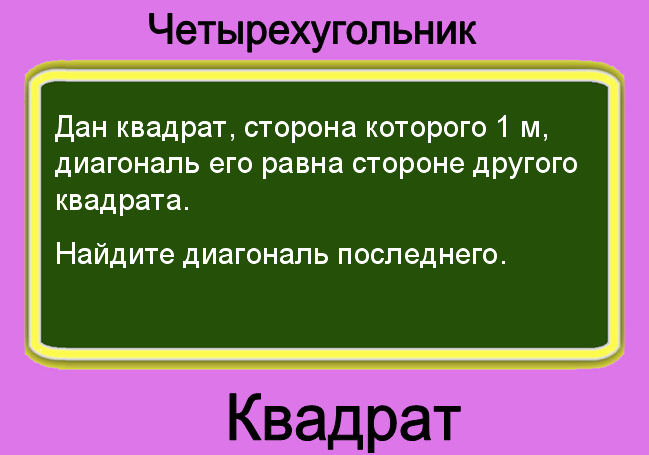 Четырехугольник
Дан квадрат, сторона которого 1 м,
диагональ его равна стороне другого
квадрата.
Найдите диагональ последнего.
Квадрат